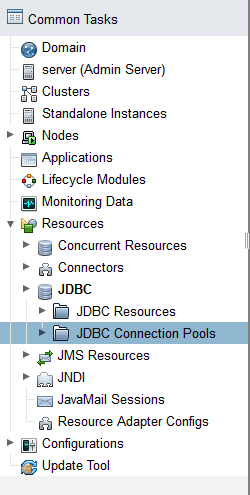 Common Tasks
Domain
server (Admin Server)
Clusters
Standalone Instances
Nodes
Applications
Lifecycle Modules
Monitoring Data
Resources
Concurrent Resources
Connectors
JDBC
JDBC Resources
JDBC Connection Pools
JMS Resources
JNDI
JavaMail Sessions
Resource Adapter Configs
Configurations
Update Tool